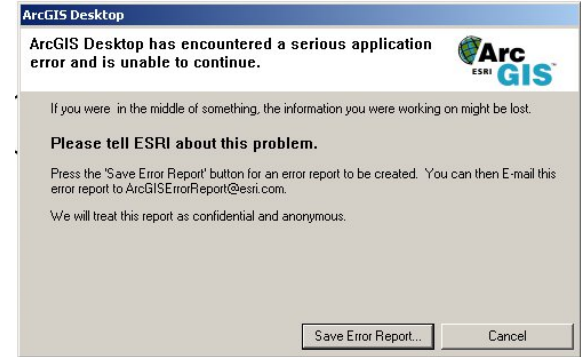 ArcGIS Desktop
ArcGIS Desktop has encountered a serious application
error and is unable to continue.
Arc
ESRI GIS
If you were in the middle of something, the information you were working on might be lost.
Please tell ESRI about this problem.
Press the 'Save Error Report' button for an error report to be created. You can then E-mail this
error report to ArcGISErrorReport@esri.com.
We will treat this report as confidential and anonymous.
Save Error Report...
Cancel